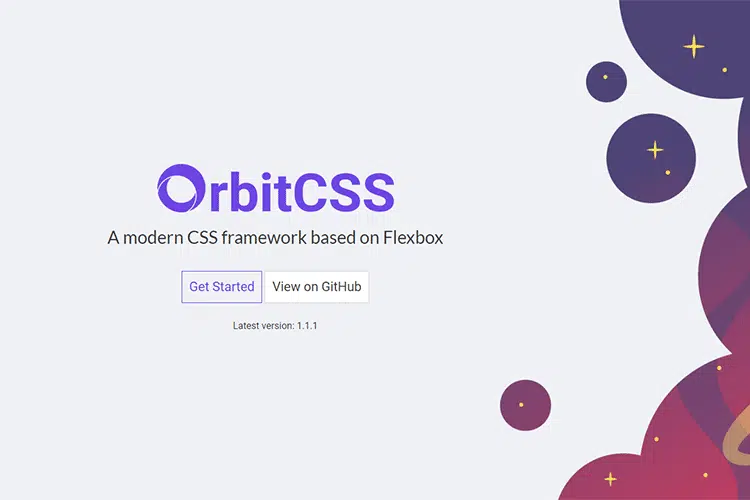 OrbitCSS
A modern CSS framework based on Flexbox
Get Started
View on GitHub
Latest version: 1.1.1